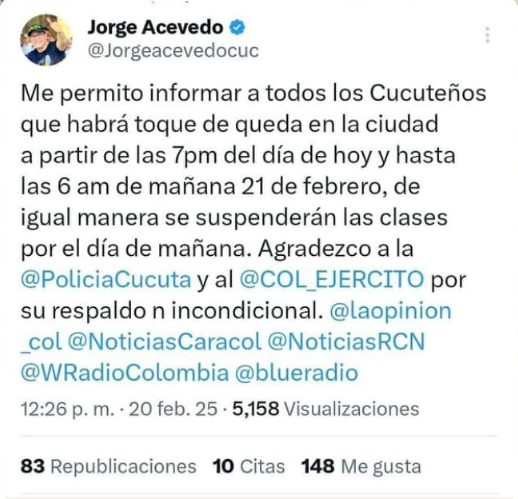 Jorge Acevedo
@Jorgeacevedocuc
Me permito informar a todos los Cucuteños
que habrá toque de queda en la ciudad
a partir de las 7pm del día de hoy y hasta
las 6 am de mañana 21 de febrero, de
igual manera se suspenderán las clases
por el día de mañana. Agradezco a la
@PoliciaCucuta y al @COL_EJERCITO por
su respaldo n incondicional. @laopinion
_col @NoticiasCaracol @NoticiasRCN
@WRadioColombia @blueradio
12:26 p. m. · 20 feb. 25 · 5,158 Visualizaciones
83 Republicaciones 10 Citas 148 Me gusta